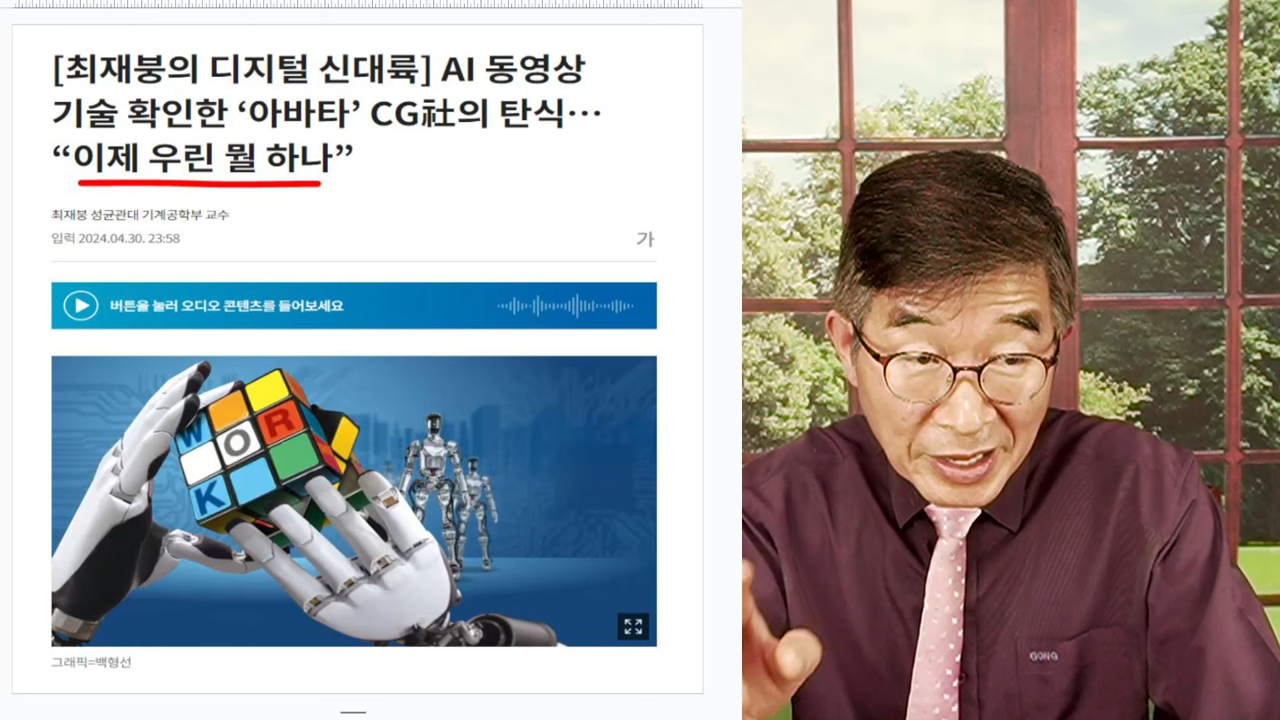 [최재붕의 디지털 신대륙] AI 동영상
기술 확인한 ‘아바타’ CG社의 탄식…
“이제 우린 뭘 하나”
최재붕 성균관대 기계공학부 교수
입력 2024.04.30. 23:58
가
버튼을 눌러 오디오 콘텐츠를 들어보세요
W
O
R
K
그래픽=백형선
GONG